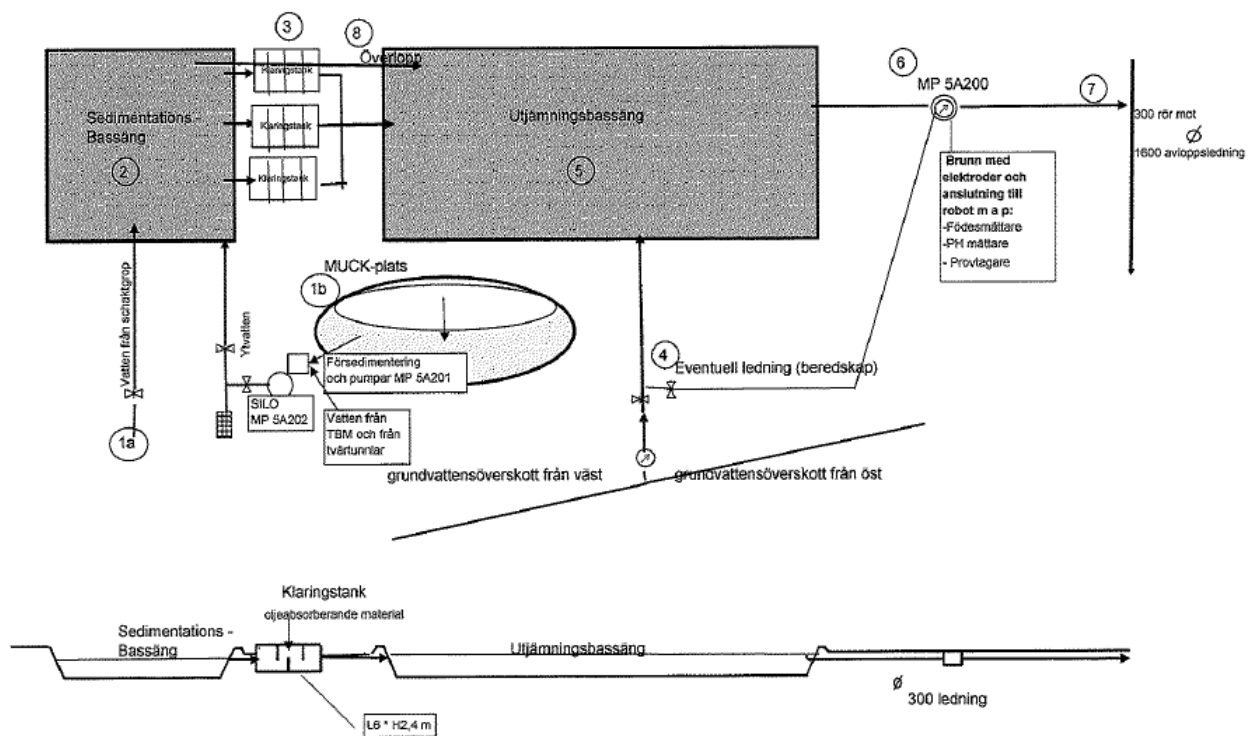 3
8
Överlopp
6
MP 5A200
7
Klaringstank
Klaringstank
Klaringstank
Sedimentations -
Bassäng
2
Utjämningsbassäng
5
300 rör mot
Ø
1600 avloppsledning
Brunn med
elektroder och
anslutning till
robot m a p:
-Födesmättare
-PH mättare
- Provtagare
Vatten från schaktgrop
Ytvatten
MUCK-plats
1b
4
Eventuell ledning (beredskap)
Försedimentering
och pumpar MP 5A201
SILO
MP 5A202
Vatten från
TBM och från
tvärtunnlar
1a
grundvattensöverskott från väst
grundvattensöverskott från öst
Klaringstank
oljeabsorberande material
Sedimentations -
Bassäng
Utjämningsbassäng
ø
300 ledning
L6 * H2,4 m